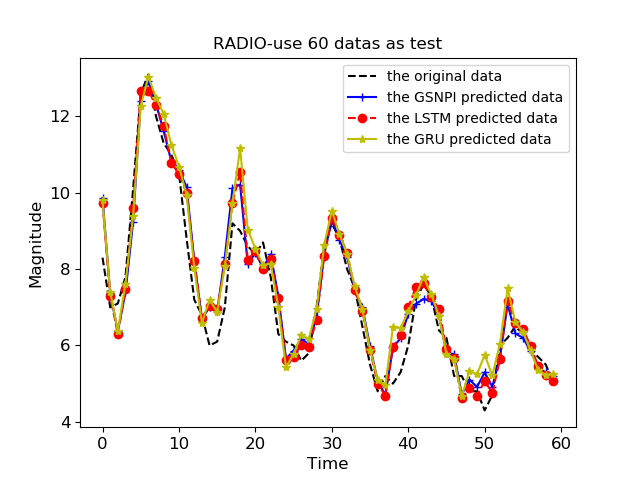 RADIO-use 60 datas as test
the original data
the GSNPI predicted data
the LSTM predicted data
the GRU predicted data
Magnitude
12
10
8
6
4
0 10 20 30 40 50 60
Time